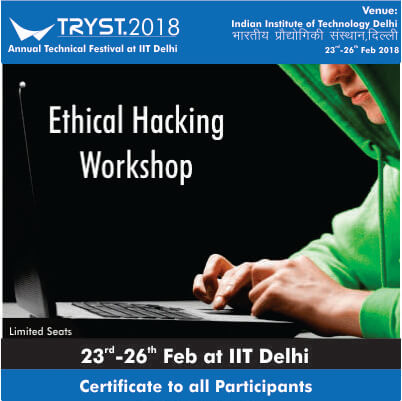 TRYST.2018
Annual Technical Festival at IIT Delhi
Venue:
Indian Institute of Technology Delhi
भारतीय प्रौद्योगिकी संस्थान,दिल्ली
23rd-26th Feb 2018
Ethical Hacking
Workshop
Limited Seats
23rd-26th Feb at IIT Delhi
Certificate to all Participants